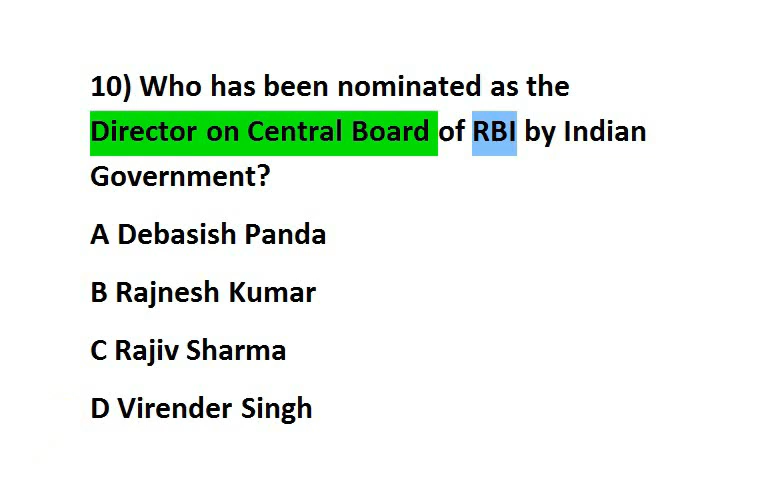 10) Who has been nominated as the
Director on Central Board of RBI by Indian
Government?
A Debasish Panda
B Rajnesh Kumar
C Rajiv Sharma
D Virender Singh